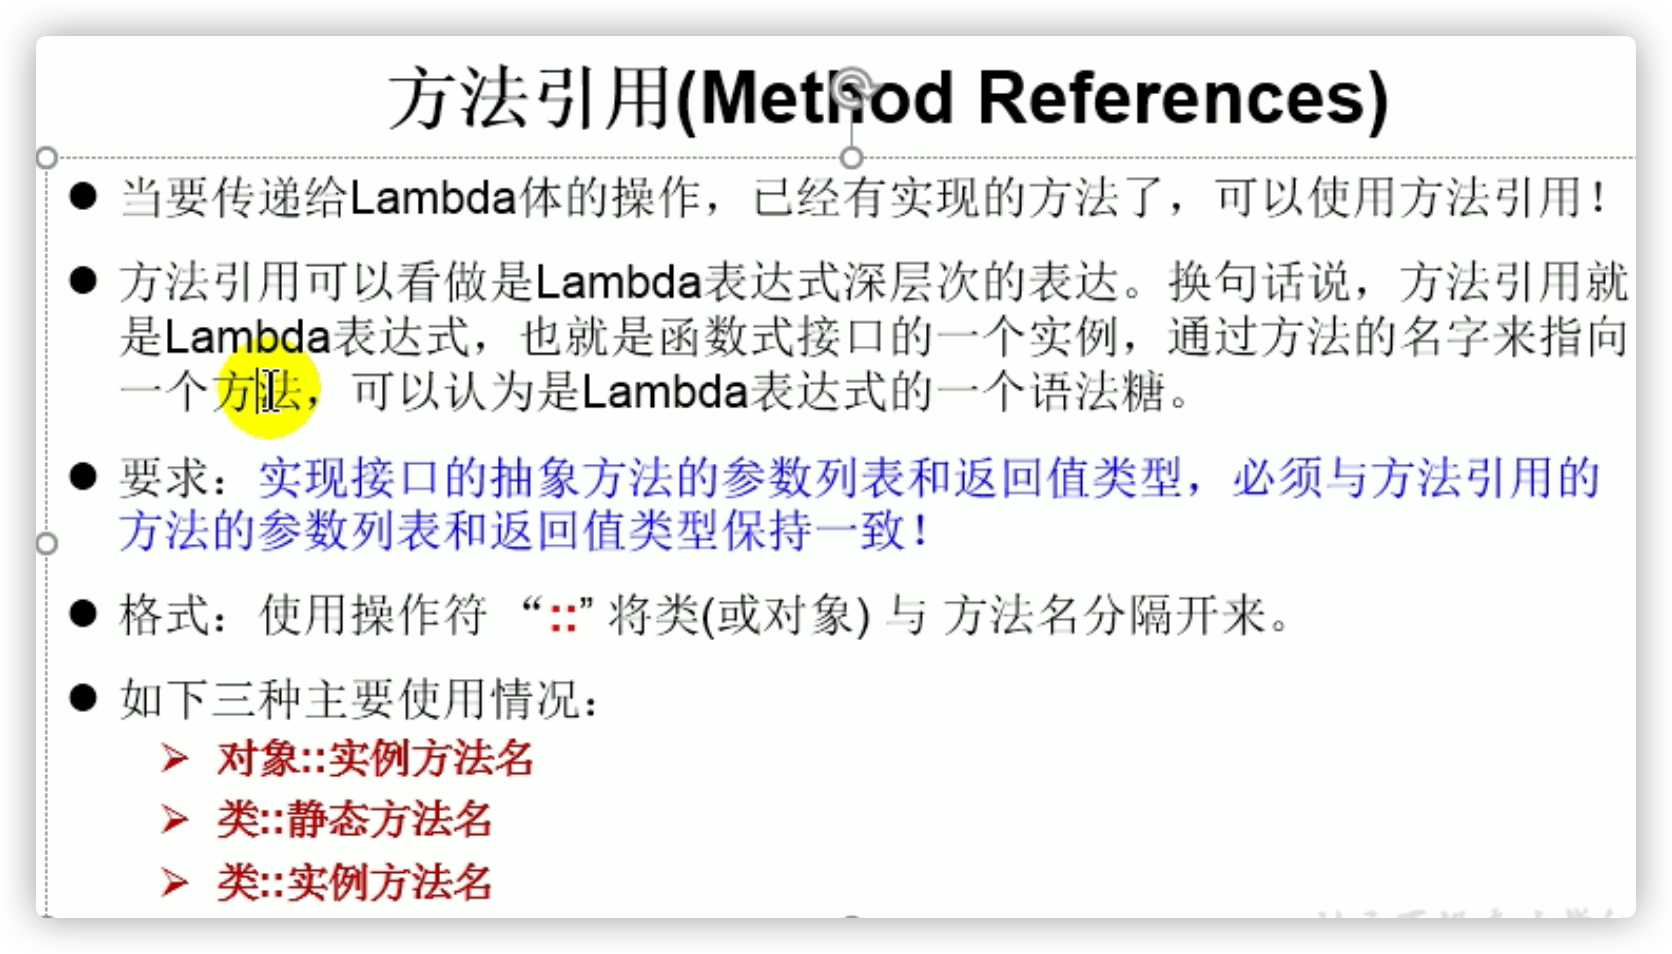 方法引用(Method References)
● 当要传递给Lambda体的操作，已经有实现的方法了，可以使用方法引用！
● 方法引用可以看做是Lambda表达式深层次的表达。换句话说，方法引用就
是Lambda表达式，也就是函数式接口的一个实例，通过方法的名字来指向
一个方法，可以认为是Lambda表达式的一个语法糖。
● 要求：实现接口的抽象方法的参数列表和返回值类型，必须与方法引用的
方法的参数列表和返回值类型保持一致！
● 格式：使用操作符 “::” 将类(或对象) 与 方法名分隔开来。
● 如下三种主要使用情况：
➢ 对象::实例方法名
➢ 类::静态方法名
➢ 类::实例方法名